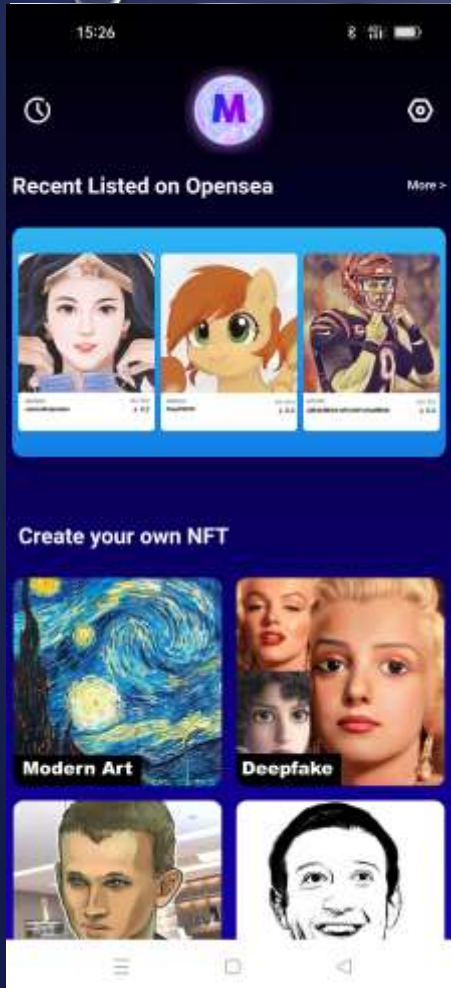 15:26
M
Recent Listed on Opensea
More >
Create your own NFT
Modern Art
Deepfake